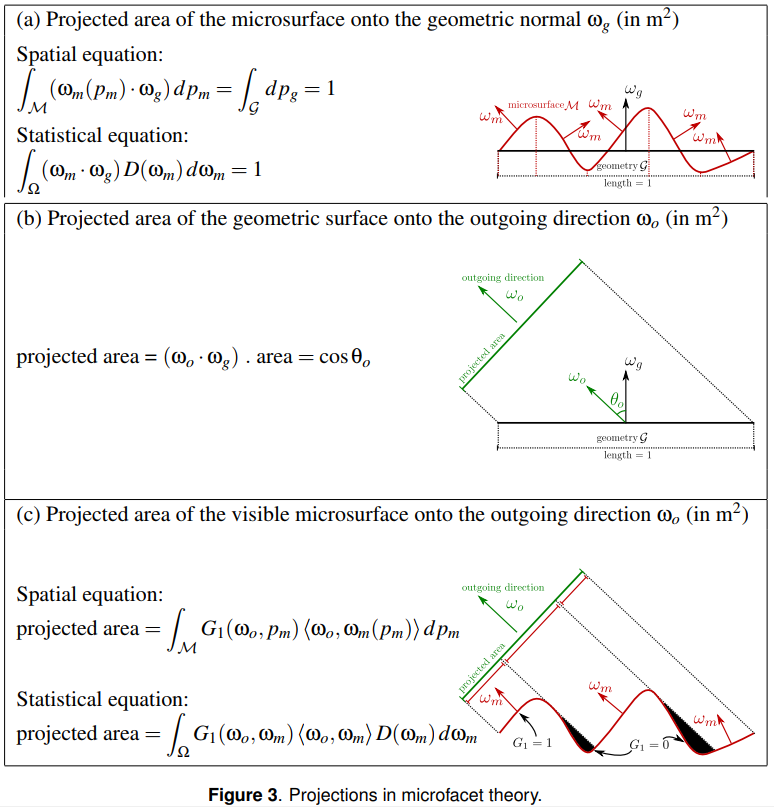 (a) Projected area of the microsurface onto the geometric normal ω_g (in m²)
Spatial equation:
∫_ℳ (ω_m(p_m) · ω_g) dp_m = ∫_𝒢 dp_g = 1
Statistical equation:
∫_Ω (ω_m · ω_g) D(ω_m) dω_m = 1
ω_g
microsurface ℳ
ω_m
ω_m
ω_m
ω_m
ω_m
geometry 𝒢
length = 1
(b) Projected area of the geometric surface onto the outgoing direction ω_o (in m²)
projected area = (ω_o · ω_g) . area = cos θ_o
outgoing direction
ω_o
projected area
ω_g
ω_o
θ_o
geometry 𝒢
length = 1
(c) Projected area of the visible microsurface onto the outgoing direction ω_o (in m²)
Spatial equation:
projected area = ∫_ℳ G₁(ω_o, p_m) ⟨ω_o, ω_m(p_m)⟩ dp_m
Statistical equation:
projected area = ∫_Ω G₁(ω_o, ω_m) ⟨ω_o, ω_m⟩ D(ω_m) dω_m
outgoing direction
ω_o
projected area
ω_m
ω_m
ω_m
G₁ = 1
G₁ = 0
Figure 3. Projections in microfacet theory.